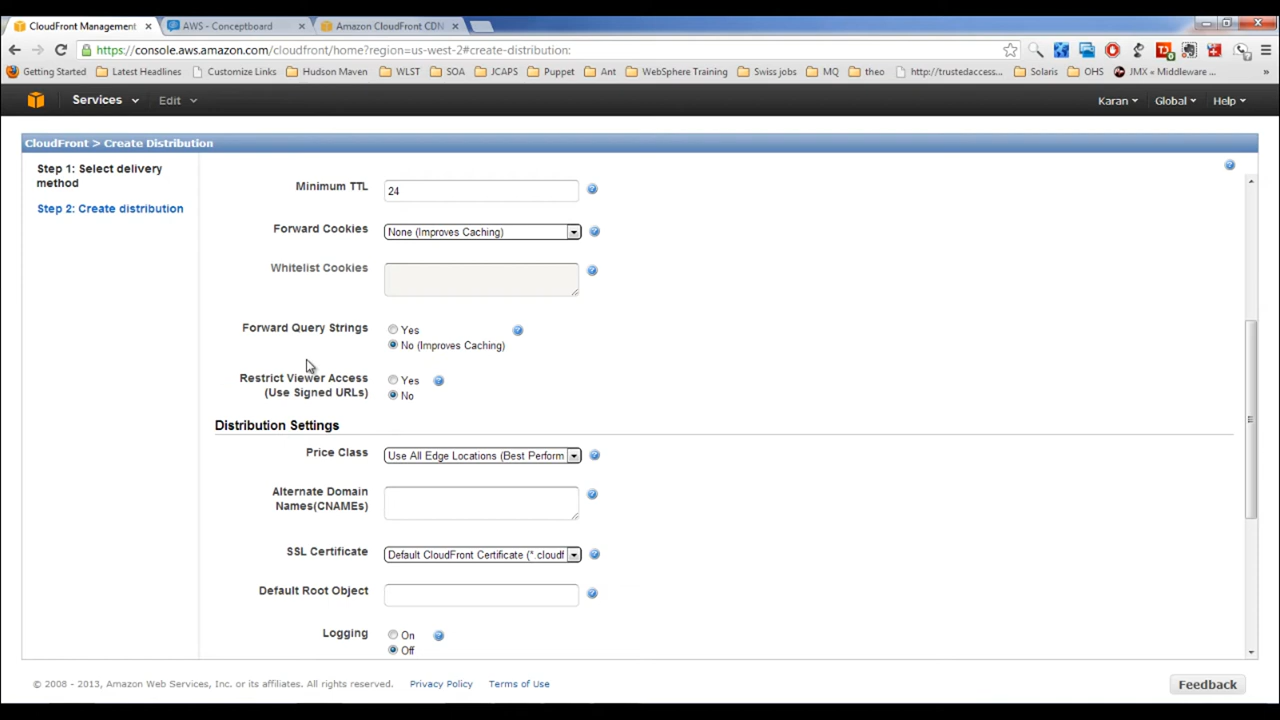 CloudFront Management
AWS - Conceptboard
Amazon CloudFront CDN
https://console.aws.amazon.com/cloudfront/home?region=us-west-2#create-distribution:
Getting Started
Latest Headlines
Customize Links
Hudson Maven
WLST
SOA
JCAPS
Puppet
Ant
WebSphere Training
Swiss jobs
MQ
theo
http://trustedaccess...
Solaris
OHS
JMX « Middleware ...
»
Services
Edit
Karan
Global
Help
CloudFront > Create Distribution
Step 1: Select delivery
method
Step 2: Create distribution
Minimum TTL
24
Forward Cookies
None (Improves Caching)
Whitelist Cookies
Forward Query Strings
Yes
No (Improves Caching)
Restrict Viewer Access
(Use Signed URLs)
Yes
No
Distribution Settings
Price Class
Use All Edge Locations (Best Perform
Alternate Domain
Names(CNAMEs)
SSL Certificate
Default CloudFront Certificate (*.cloudf
Default Root Object
Logging
On
Off
© 2008 - 2013, Amazon Web Services, Inc. or its affiliates. All rights reserved.
Privacy Policy
Terms of Use
Feedback